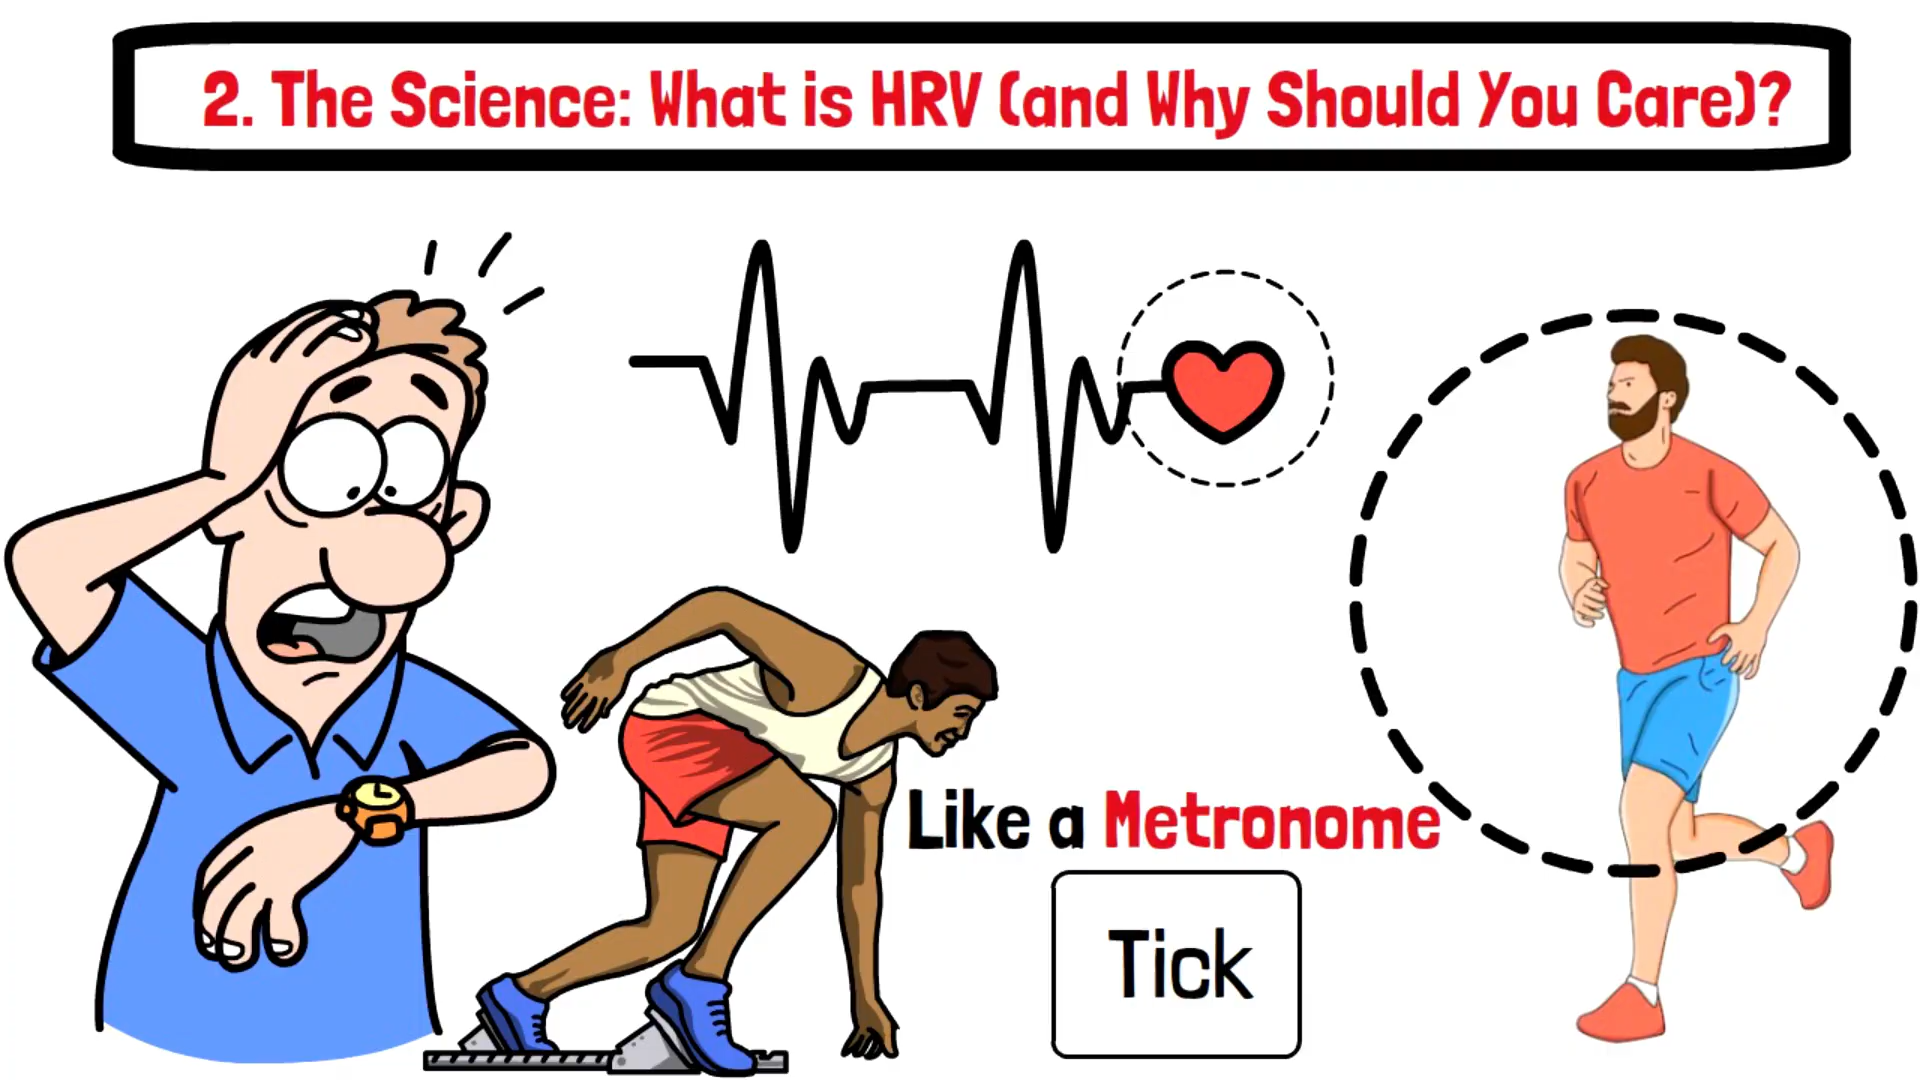 2. The Science: What is HRV (and Why Should You Care)?
Like a Metronome
Tick